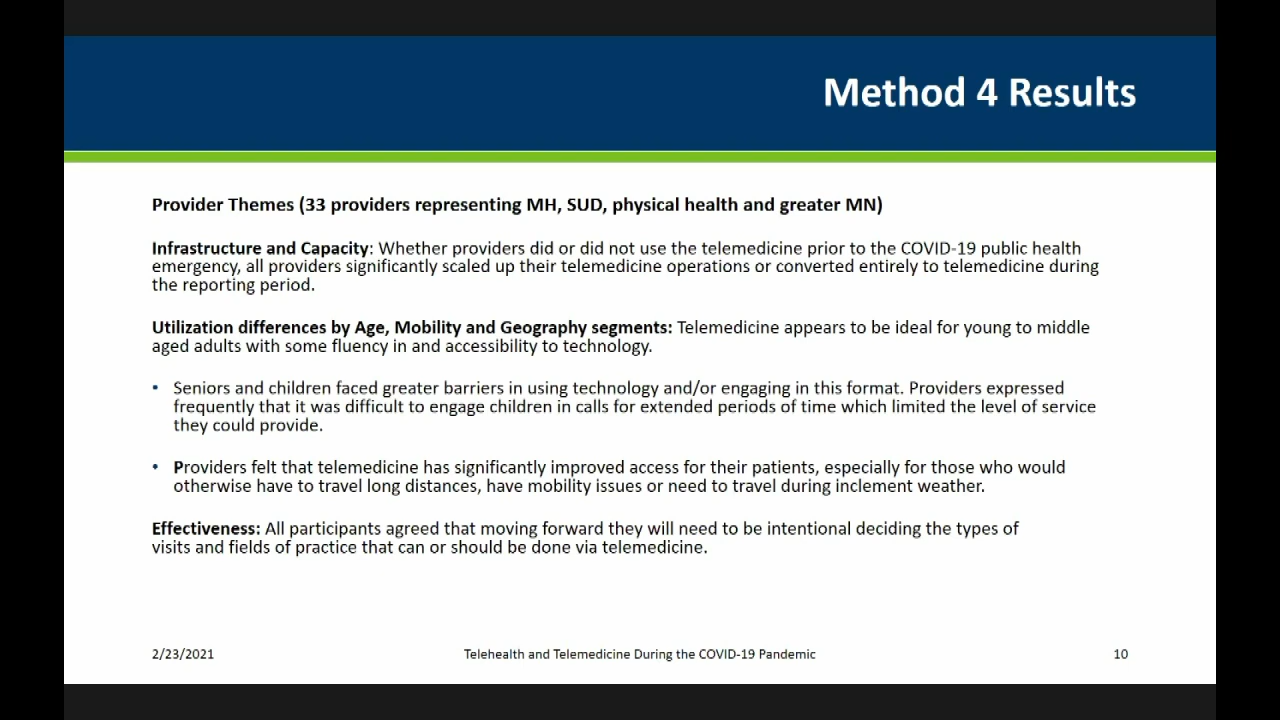 Method 4 Results
Provider Themes (33 providers representing MH, SUD, physical health and greater MN)
Infrastructure and Capacity: Whether providers did or did not use the telemedicine prior to the COVID-19 public health
emergency, all providers significantly scaled up their telemedicine operations or converted entirely to telemedicine during
the reporting period.
Utilization differences by Age, Mobility and Geography segments: Telemedicine appears to be ideal for young to middle
aged adults with some fluency in and accessibility to technology.
• Seniors and children faced greater barriers in using technology and/or engaging in this format. Providers expressed
frequently that it was difficult to engage children in calls for extended periods of time which limited the level of service
they could provide.
• Providers felt that telemedicine has significantly improved access for their patients, especially for those who would
otherwise have to travel long distances, have mobility issues or need to travel during inclement weather.
Effectiveness: All participants agreed that moving forward they will need to be intentional deciding the types of
visits and fields of practice that can or should be done via telemedicine.
2/23/2021 Telehealth and Telemedicine During the COVID-19 Pandemic 10